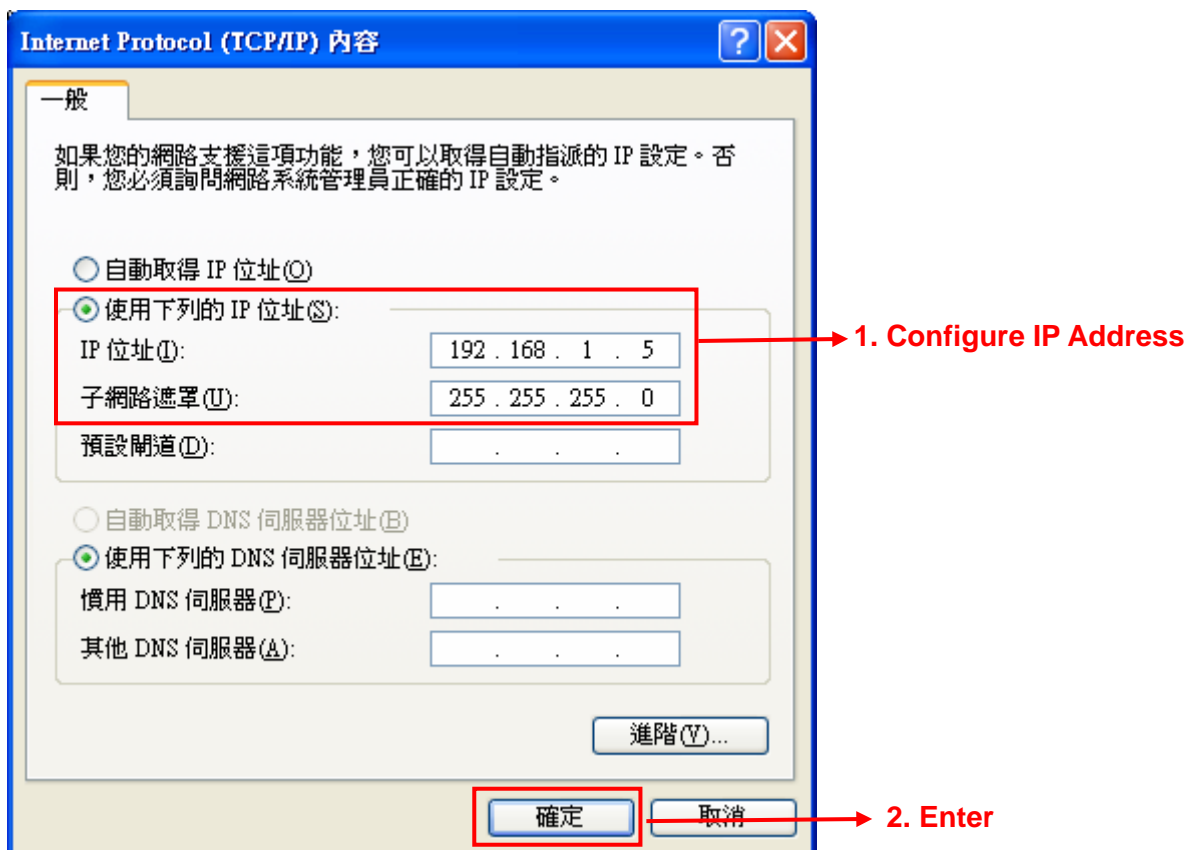 Internet Protocol (TCP/IP) 內容
一般
如果您的網路支援這項功能，您可以取得自動指派的 IP 設定。否
則，您必須詢問網路系統管理員正確的 IP 設定。
自動取得 IP 位址(O)
使用下列的 IP 位址(S):
IP 位址(I): 192 . 168 . 1 . 5
1. Configure IP Address
子網路遮罩(U): 255 . 255 . 255 . 0
預設閘道(D): . . .
自動取得 DNS 伺服器位址(B)
使用下列的 DNS 伺服器位址(E):
慣用 DNS 伺服器(P): . . .
其他 DNS 伺服器(A): . . .
進階(V)...
確定 取消
2. Enter